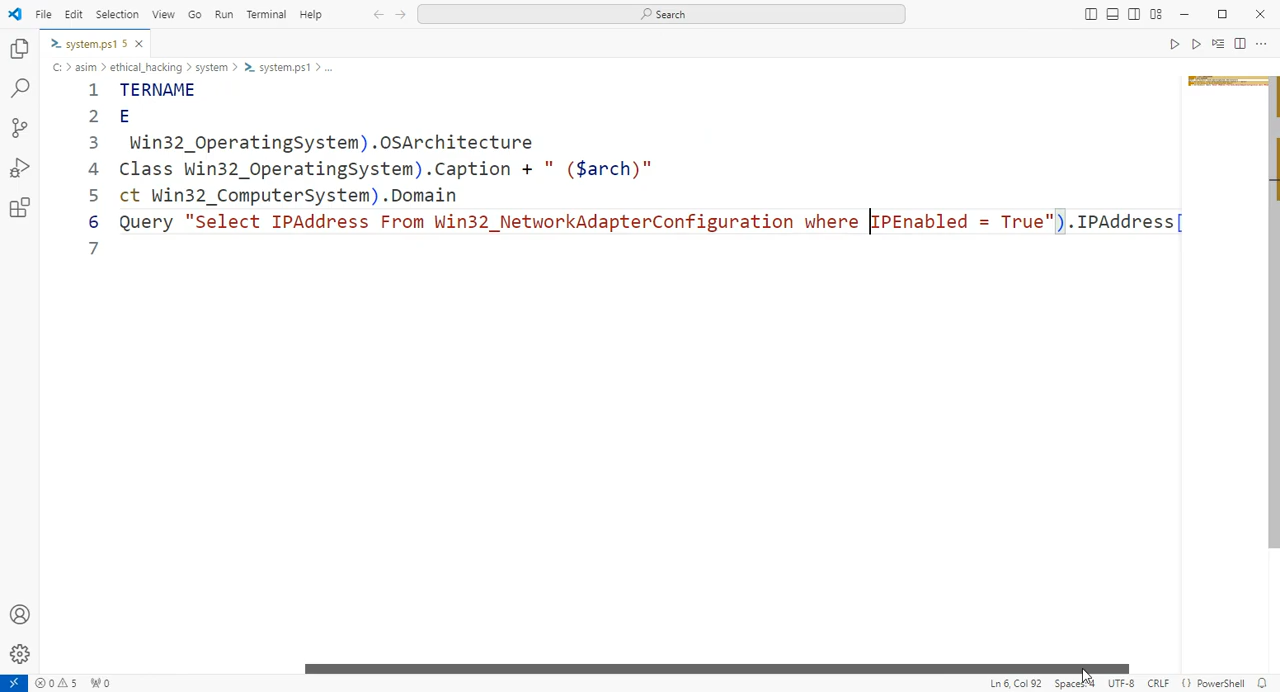 File Edit Selection View Go Run Terminal Help
Search
system.ps1 5
C: > asim > ethical_hacking > system > system.ps1 > ...
1 TERNAME
2 E
3 Win32_OperatingSystem).OSArchitecture
4 Class Win32_OperatingSystem).Caption + " ($arch)"
5 ct Win32_ComputerSystem).Domain
6 Query "Select IPAddress From Win32_NetworkAdapterConfiguration where IPEnabled = True").IPAddress[
7
0 5 0 Ln 6, Col 92 Spaces: 4 UTF-8 CRLF {} PowerShell